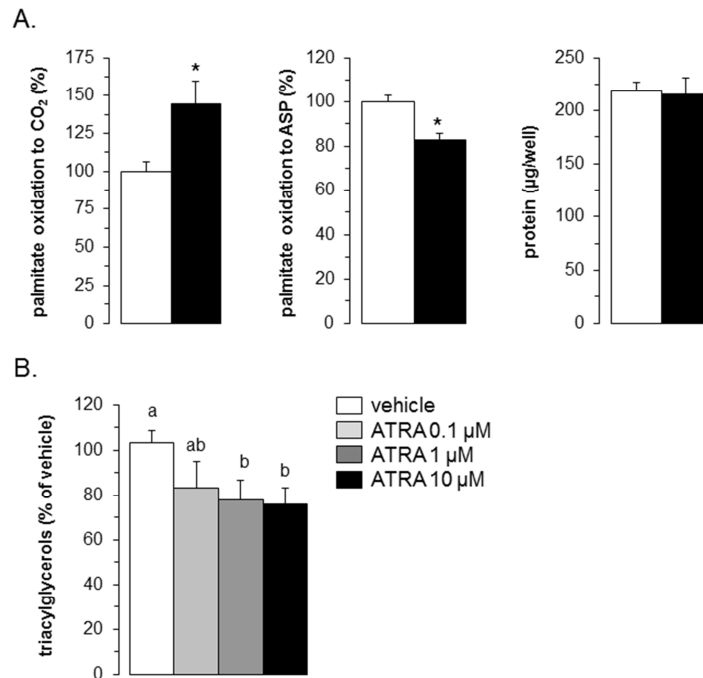 A.
palmitate oxidation to CO₂ (%)
175
150
125
100
75
50
25
0
*
palmitate oxidation to ASP (%)
120
100
80
60
40
20
0
*
protein (µg/well)
250
200
150
100
50
0
B.
triacylglycerols (% of vehicle)
120
100
80
60
40
20
0
a
ab
b
b
vehicle
ATRA 0.1 µM
ATRA 1 µM
ATRA 10 µM